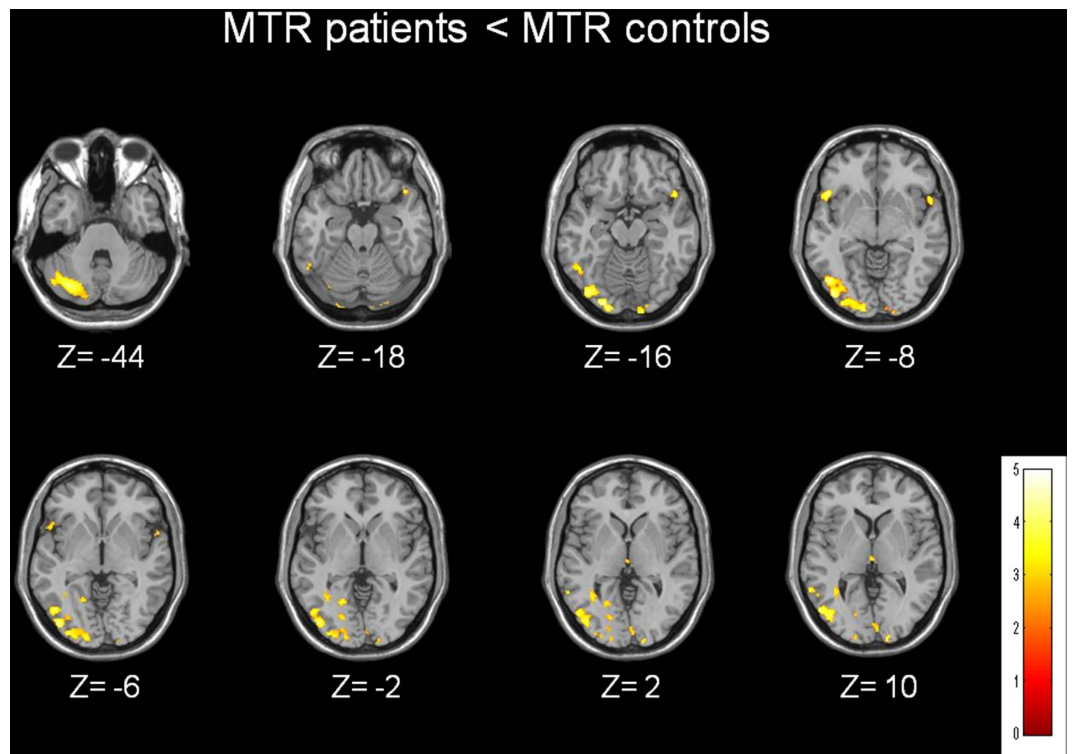 MTR patients < MTR controls
Z= -44
Z= -18
Z= -16
Z= -8
Z= -6
Z= -2
Z= 2
Z= 10
5
4
3
2
1
0